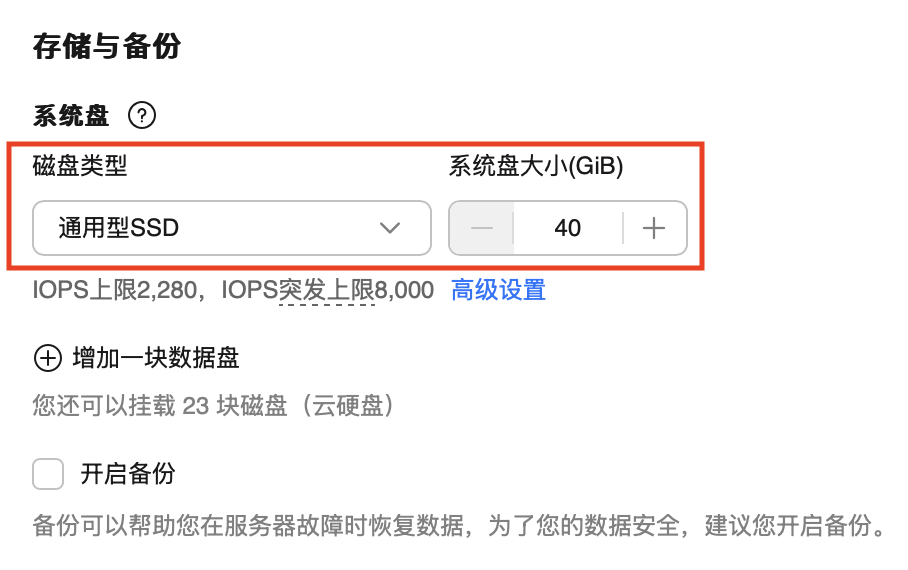 存储与备份
系统盘 ?
磁盘类型 系统盘大小(GiB)
通用型SSD 40
IOPS上限2,280，IOPS突发上限8,000 高级设置
增加一块数据盘
您还可以挂载 23 块磁盘（云硬盘）
开启备份
备份可以帮助您在服务器故障时恢复数据，为了您的数据安全，建议您开启备份。